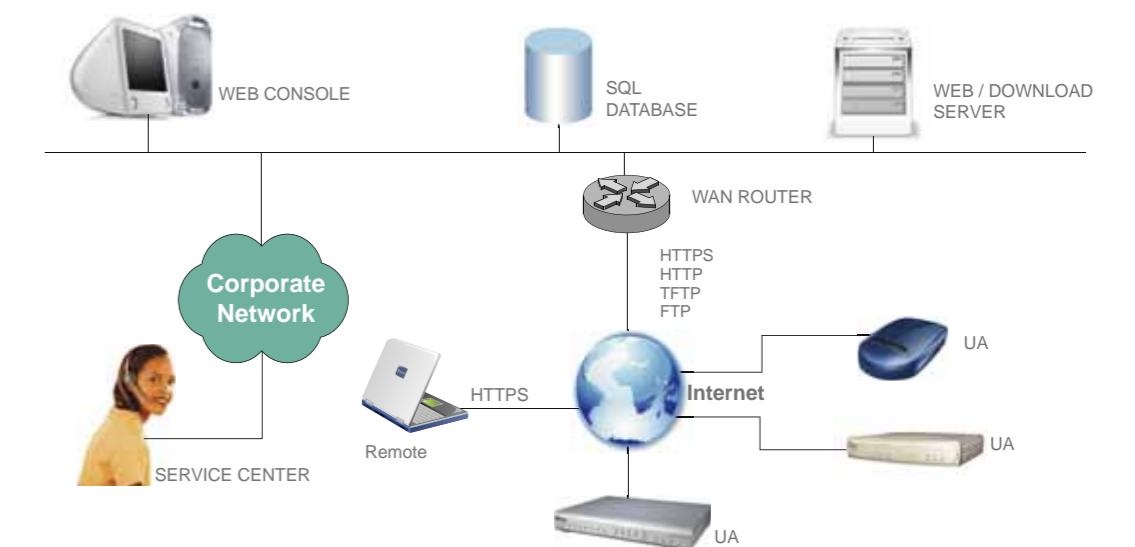 WEB CONSOLE
SQL
DATABASE
WEB / DOWNLOAD
SERVER
WAN ROUTER
HTTPS
HTTP
TFTP
FTP
Corporate
Network
UA
Internet
HTTPS
Remote
UA
SERVICE CENTER
UA